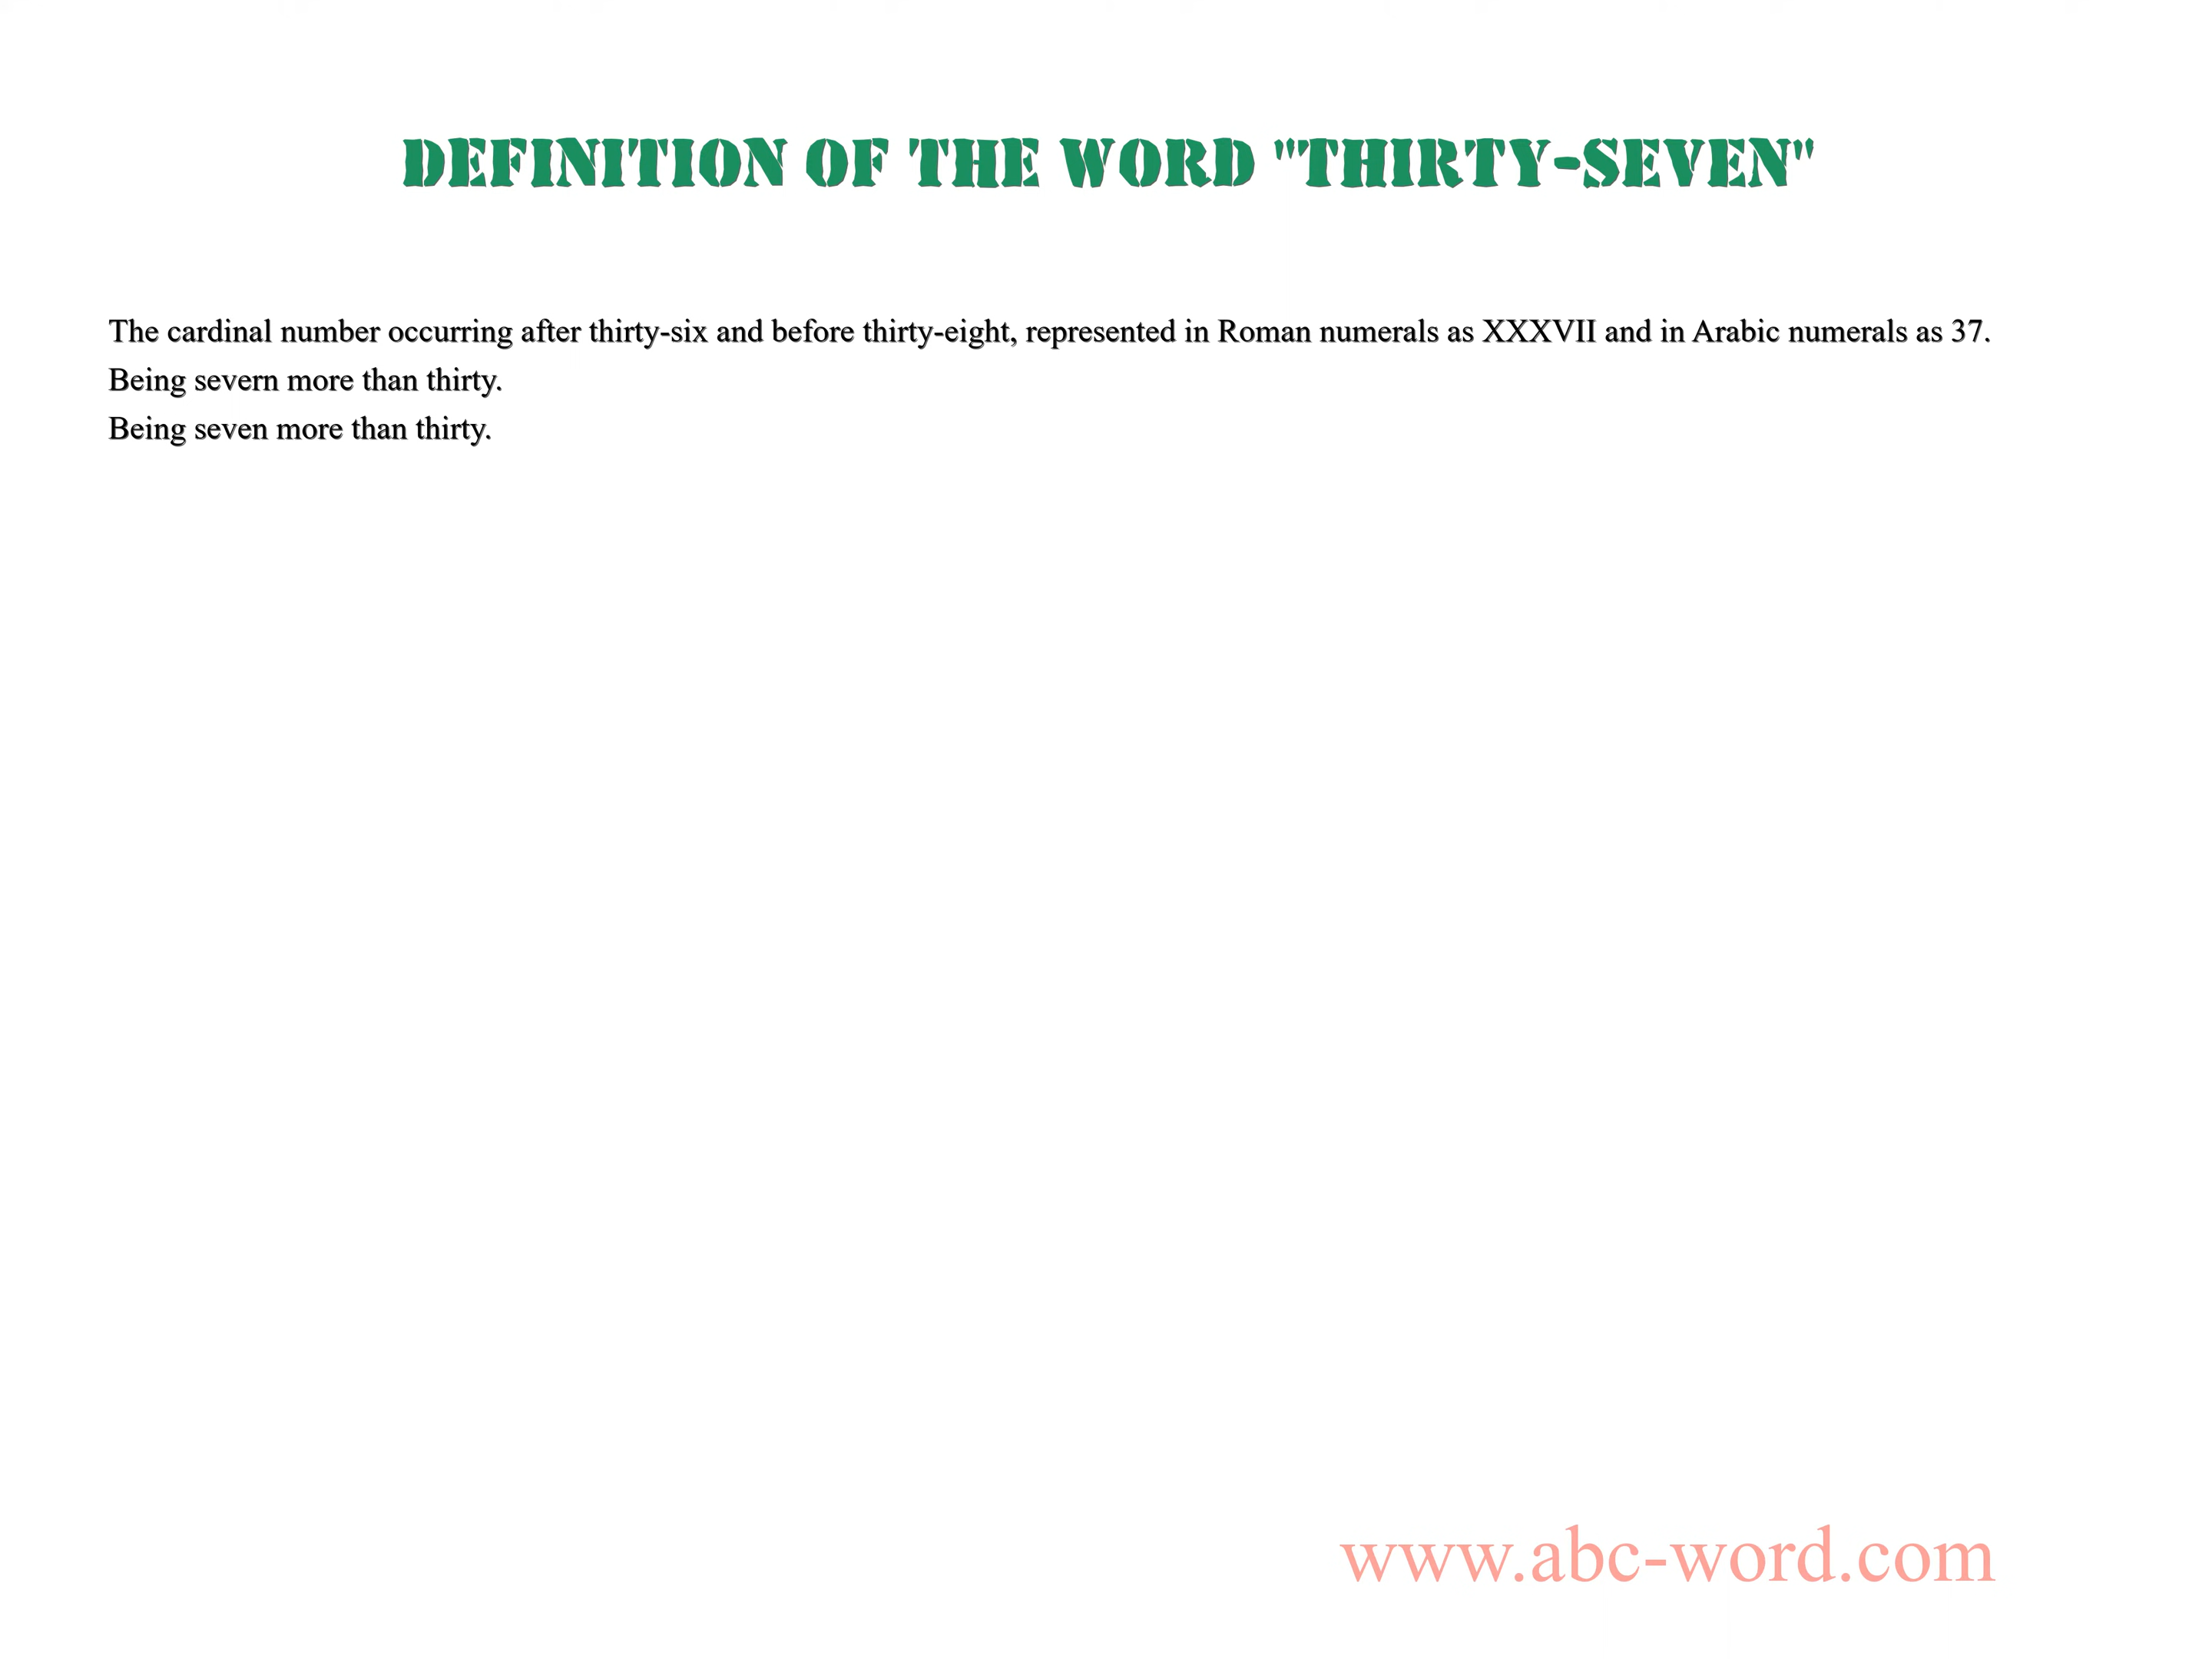 DEFINITION OF THE WORD "THIRTY-SEVEN"
The cardinal number occurring after thirty-six and before thirty-eight, represented in Roman numerals as XXXVII and in Arabic numerals as 37.
Being severn more than thirty.
Being seven more than thirty.
www.abc-word.com